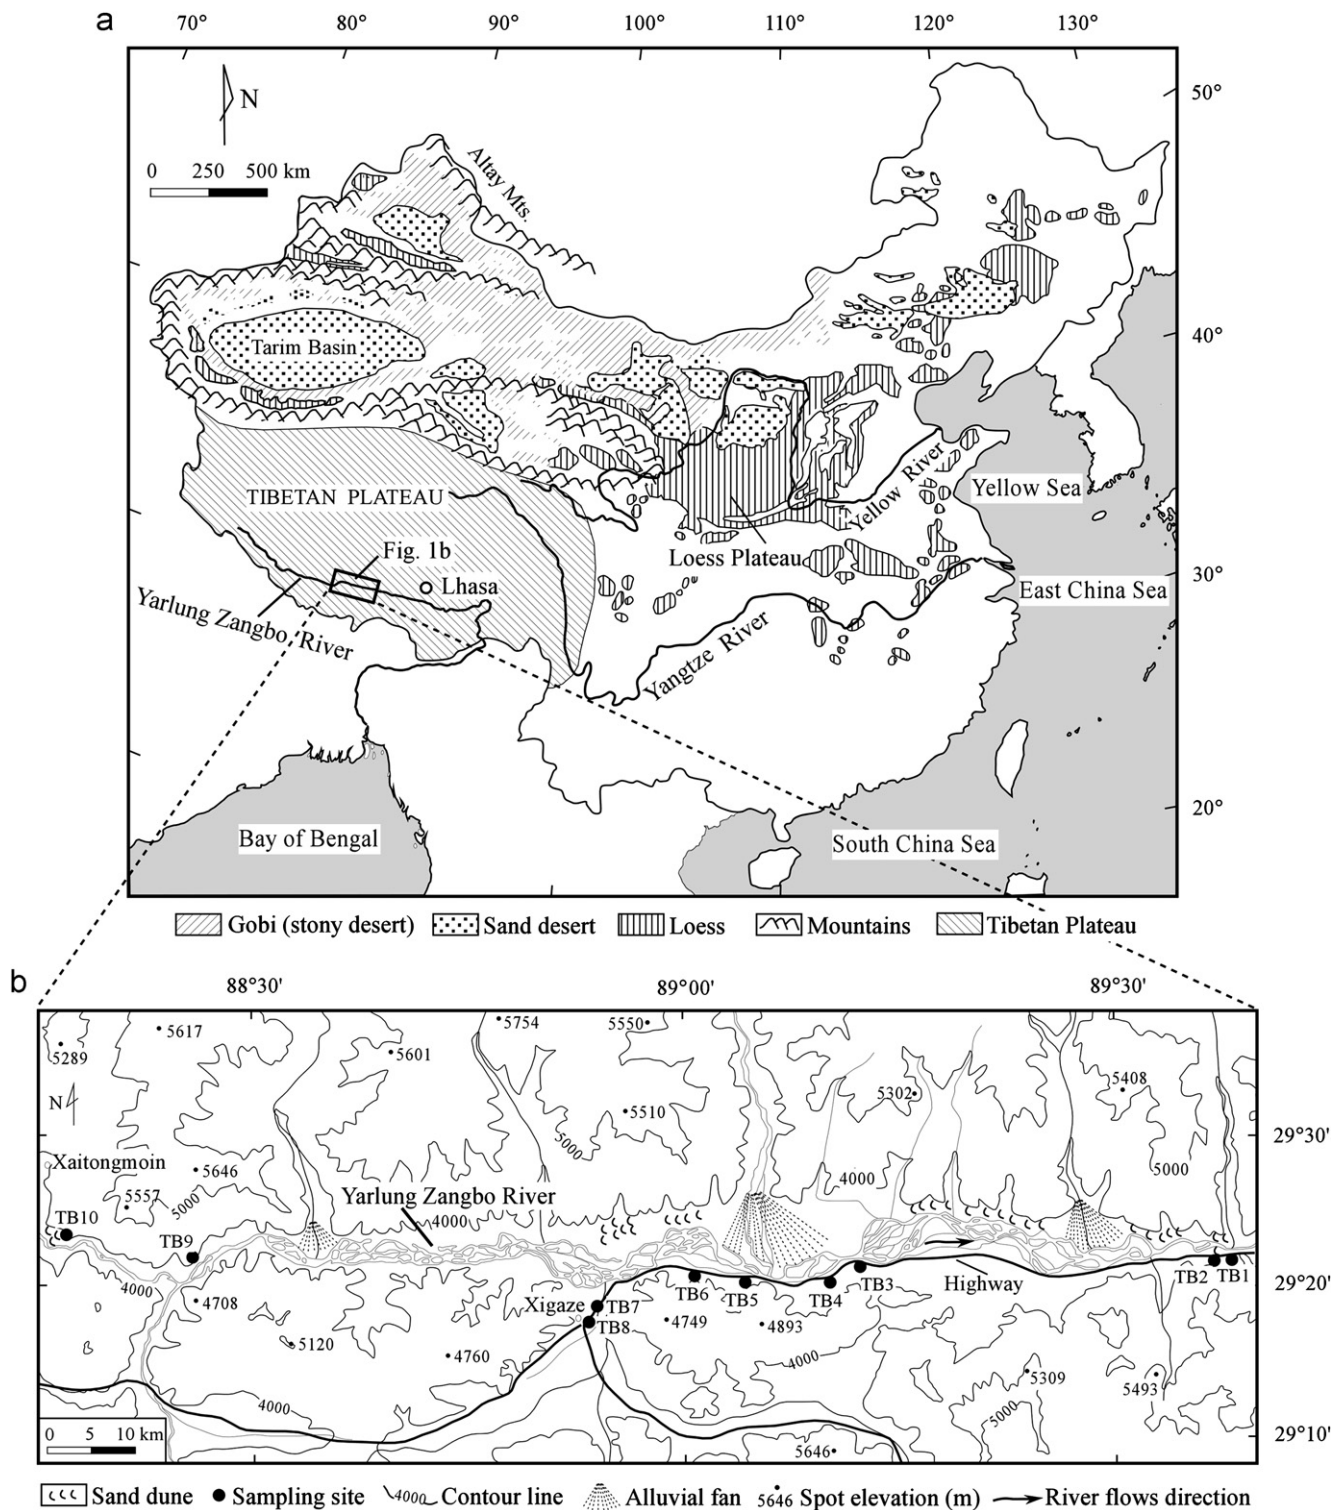 a
70°
80°
90°
100°
110°
120°
130°
50°
40°
30°
20°
N
0 250 500 km
Altay Mts.
Tarim Basin
TIBETAN PLATEAU
Fig. 1b
Lhasa
Yarlung Zangbo River
Loess Plateau
Yellow River
Yellow Sea
East China Sea
Yangtze River
Bay of Bengal
South China Sea
Gobi (stony desert)
Sand desert
Loess
Mountains
Tibetan Plateau
b
88°30'
89°00'
89°30'
5617
5289
5754
5550
5601
5408
5302
N
5510
5000
29°30'
Xaitongmoin
5646
5557
5000
4000
5000
Yarlung Zangbo River
4000
TB10
TB9
4000
4708
Highway
TB6
TB5
TB4
TB3
TB2
TB1
29°20'
Xigaze
TB7
TB8
4749
4893
5120
4760
4000
5309
5493
4000
5000
5646
29°10'
0 5 10 km
Sand dune
Sampling site
4000
Contour line
Alluvial fan
5646
Spot elevation (m)
River flows direction